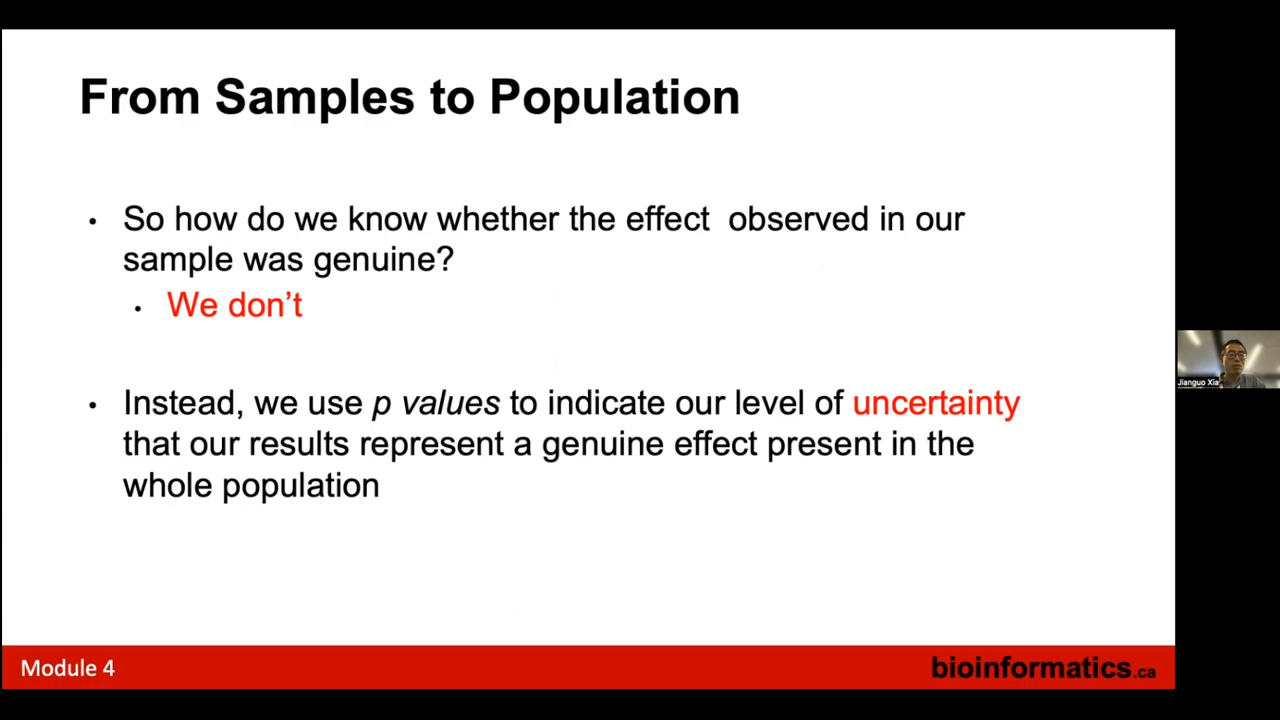 From Samples to Population
• So how do we know whether the effect  observed in our
sample was genuine?
• We don’t
• Instead, we use p values to indicate our level of uncertainty
that our results represent a genuine effect present in the
whole population
Jianguo Xia
Module 4
bioinformatics.ca